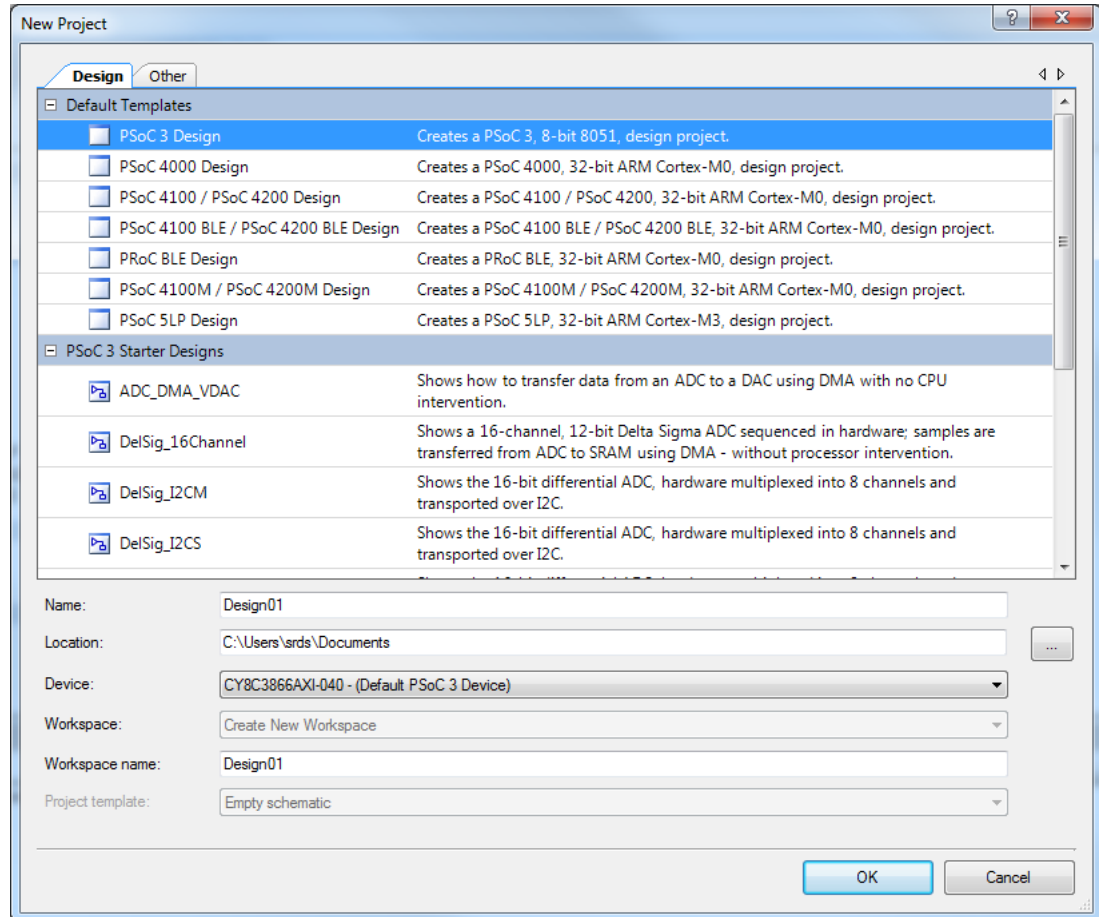 New Project
Design Other
Default Templates
PSoC 3 Design Creates a PSoC 3, 8-bit 8051, design project.
PSoC 4000 Design Creates a PSoC 4000, 32-bit ARM Cortex-M0, design project.
PSoC 4100 / PSoC 4200 Design Creates a PSoC 4100 / PSoC 4200, 32-bit ARM Cortex-M0, design project.
PSoC 4100 BLE / PSoC 4200 BLE Design Creates a PSoC 4100 BLE / PSoC 4200 BLE, 32-bit ARM Cortex-M0, design project.
PRoC BLE Design Creates a PRoC BLE, 32-bit ARM Cortex-M0, design project.
PSoC 4100M / PSoC 4200M Design Creates a PSoC 4100M / PSoC 4200M, 32-bit ARM Cortex-M0, design project.
PSoC 5LP Design Creates a PSoC 5LP, 32-bit ARM Cortex-M3, design project.
PSoC 3 Starter Designs
ADC_DMA_VDAC Shows how to transfer data from an ADC to a DAC using DMA with no CPU
intervention.
DelSig_16Channel Shows a 16-channel, 12-bit Delta Sigma ADC sequenced in hardware; samples are
transferred from ADC to SRAM using DMA - without processor intervention.
DelSig_I2CM Shows the 16-bit differential ADC, hardware multiplexed into 8 channels and
transported over I2C.
DelSig_I2CS Shows the 16-bit differential ADC, hardware multiplexed into 8 channels and
transported over I2C.
Name: Design01
Location: C:\Users\srds\Documents
...
Device: CY8C3866AXI-040 - (Default PSoC 3 Device)
Workspace: Create New Workspace
Workspace name: Design01
Project template: Empty schematic
OK Cancel